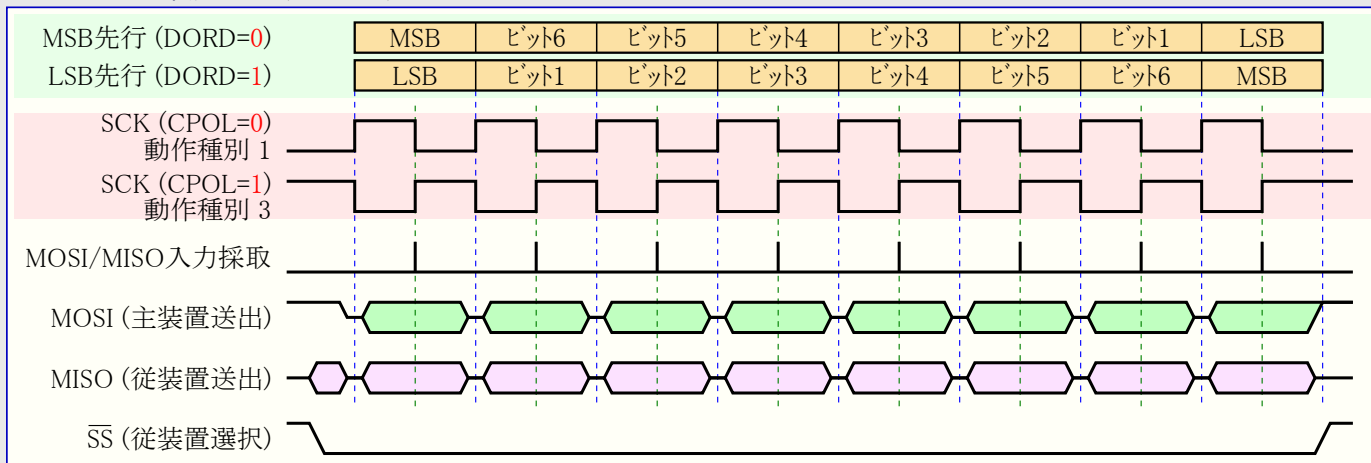 MSB先行 (DORD=0) MSB ビット6 ビット5 ビット4 ビット3 ビット2 ビット1 LSB
LSB先行 (DORD=1) LSB ビット1 ビット2 ビット3 ビット4 ビット5 ビット6 MSB
SCK (CPOL=0)
動作種別 1
SCK (CPOL=1)
動作種別 3
MOSI/MISO入力採取
MOSI (主装置送出)
MISO (従装置送出)
S̅S̅ (従装置選択)